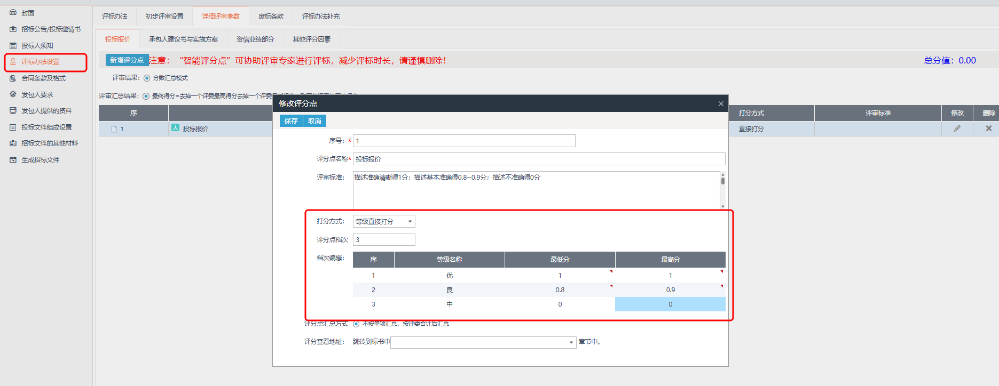 封面
招标公告/投标邀请书
投标人须知
评标办法设置
合同条款及格式
发包人要求
发包人提供的资料
投标文件组成设置
招标文件的其他材料
生成招标文件
评标办法 初步评审设置 详细评审参数 废标条款 评标办法补充
投标报价 承包人建议书与实施方案 资信业绩部分 其他评分因素
新增评分点 注意：“智能评分点”可协助评审专家进行评标，减少评标时长，请谨慎删除！ 总分值：0.00
评审结果： 分数汇总模式
评审汇总结果： 最终得分=去掉一个评委最高得分去掉一个评委
序 打分方式 评审标准 修改 删除
1 投标报价 直接打分
修改评分点
保存 取消
序号：* 1
评分点名称* 投标报价
评审标准： 描述准确清晰得1分；描述基本准确得0.8~0.9分；描述不准确得0分
打分方式： 等级直接打分
评分点档次 3
档次编辑： 序 等级名称 最低分 最高分
1 优 1 1
2 良 0.8 0.9
3 中 0 0
评分点汇总方式 不按单项汇总，按评委合计后汇总
评分查看地址： 跳转到标书中 章节中。